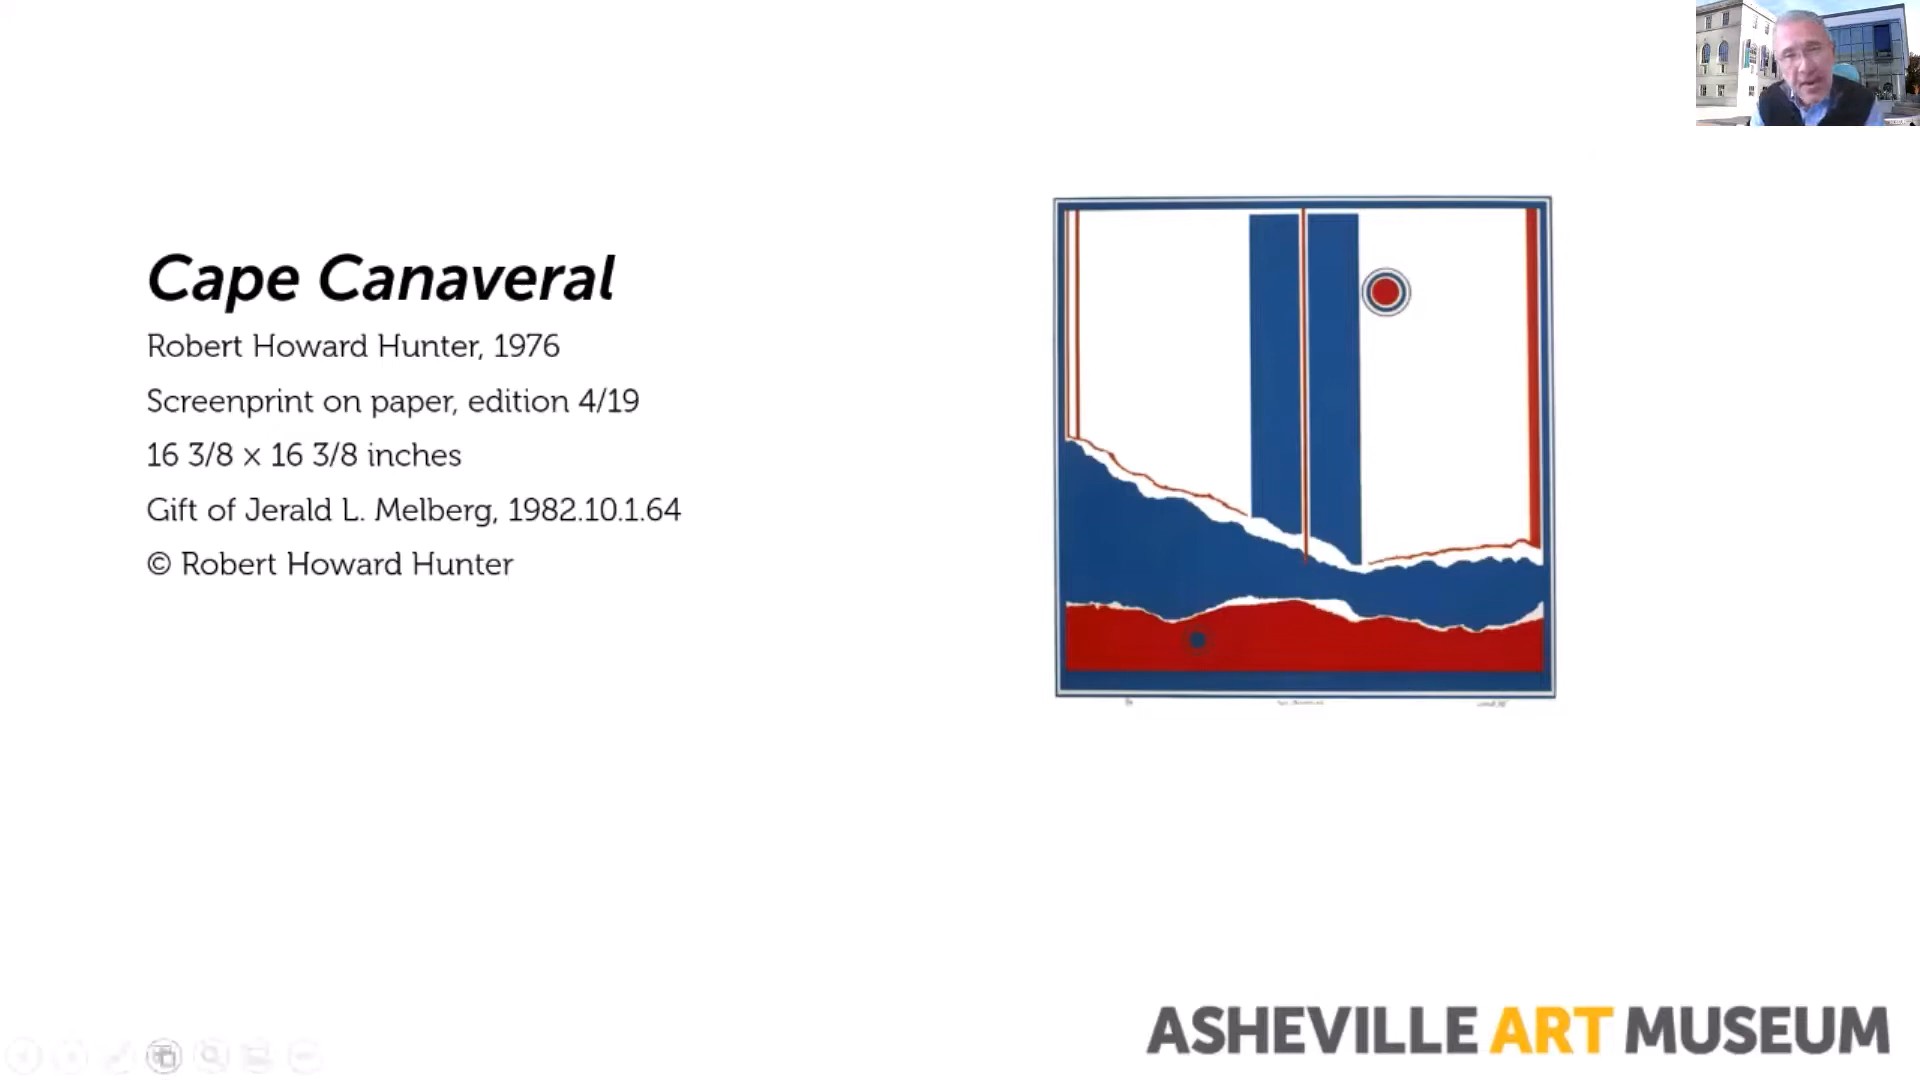 Cape Canaveral
Robert Howard Hunter, 1976
Screenprint on paper, edition 4/19
16 3/8 × 16 3/8 inches
Gift of Jerald L. Melberg, 1982.10.1.64
© Robert Howard Hunter
ASHEVILLE ART MUSEUM